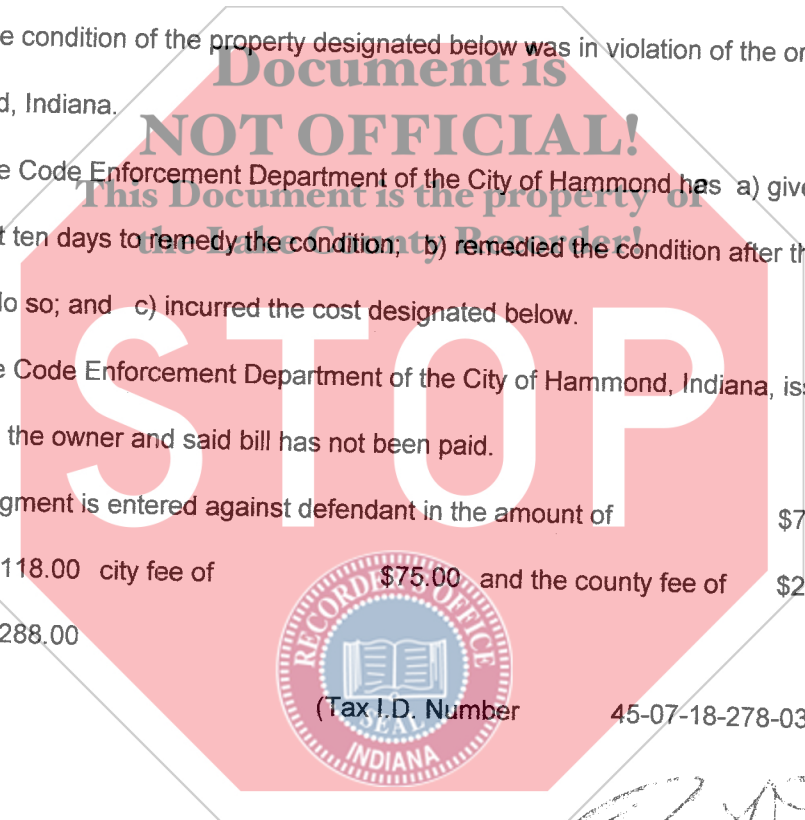 e condition of the property designated below was in violation of the or
Document is
d, Indiana.
NOT OFFICIAL!
e Code Enforcement Department of the City of Hammond has a) give
This Document is the property of
t ten days to remedy the condition; b) remedied the condition after th
the Lake County Recorder!
lo so; and c) incurred the cost designated below.
e Code Enforcement Department of the City of Hammond, Indiana, iss
the owner and said bill has not been paid.
STOP
gment is entered against defendant in the amount of $7
118.00 city fee of $75.00 and the county fee of $2
288.00
RECORDER'S OFFICE
(Tax I.D. Number 45-07-18-278-03
SEAL
INDIANA